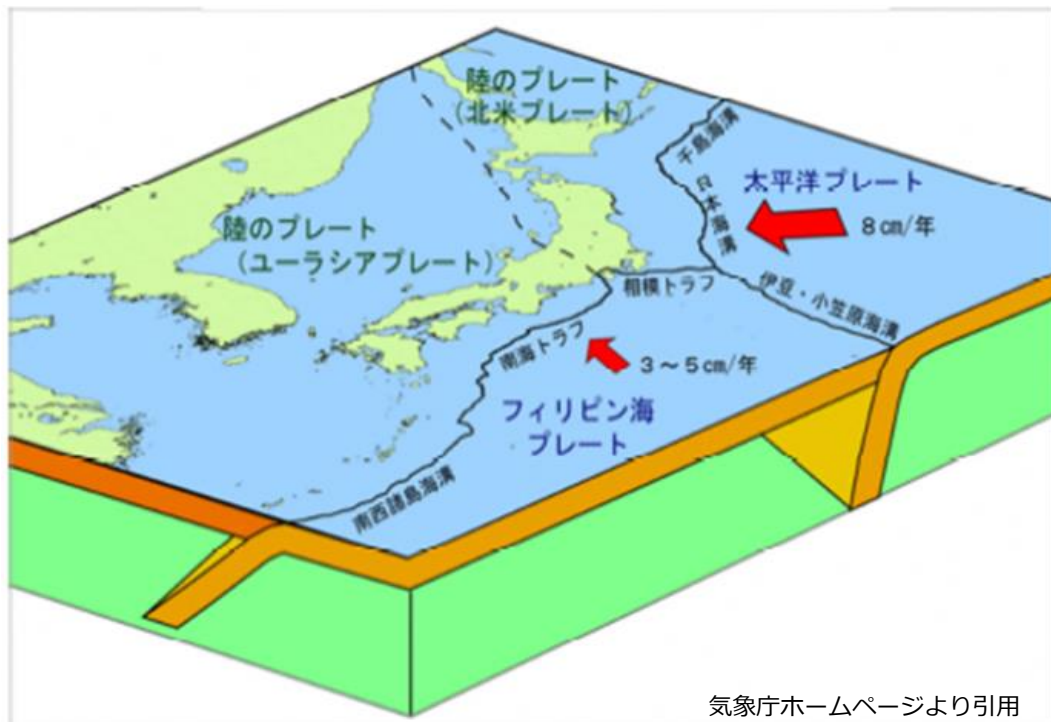 陸のプレート
(北米プレート)
千島海溝
日本海溝
太平洋プレート
8㎝/年
陸のプレート
(ユーラシアプレート)
相模トラフ
伊豆・小笠原海溝
南海トラフ
3～5㎝/年
フィリピン海
プレート
南西諸島海溝
気象庁ホームページより引用